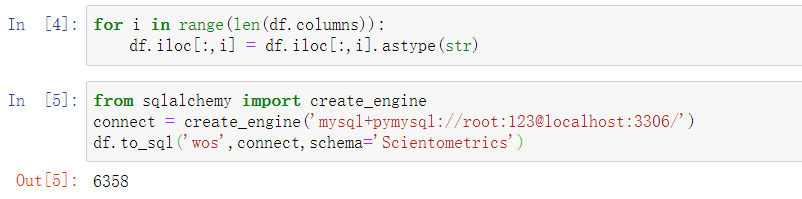 In [4]: for i in range(len(df.columns)):
    df.iloc[:,i] = df.iloc[:,i].astype(str)
In [5]: from sqlalchemy import create_engine
connect = create_engine('mysql+pymysql://root:123@localhost:3306/')
df.to_sql('wos',connect,schema='Scientometrics')
Out[5]: 6358